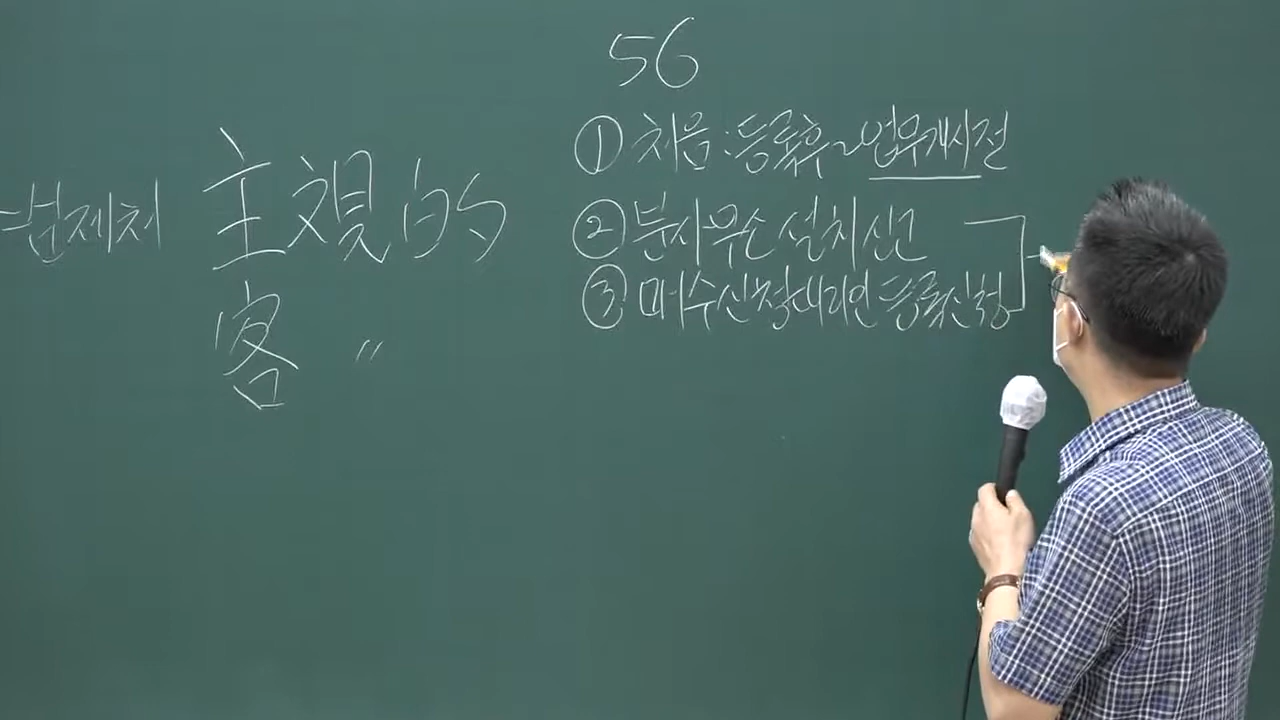 법제처
主視的
客 〃
56
① 처음 : 등록후~업무개시전
② 분사무소 설치신고
③ 매수신청대리인 등록신청